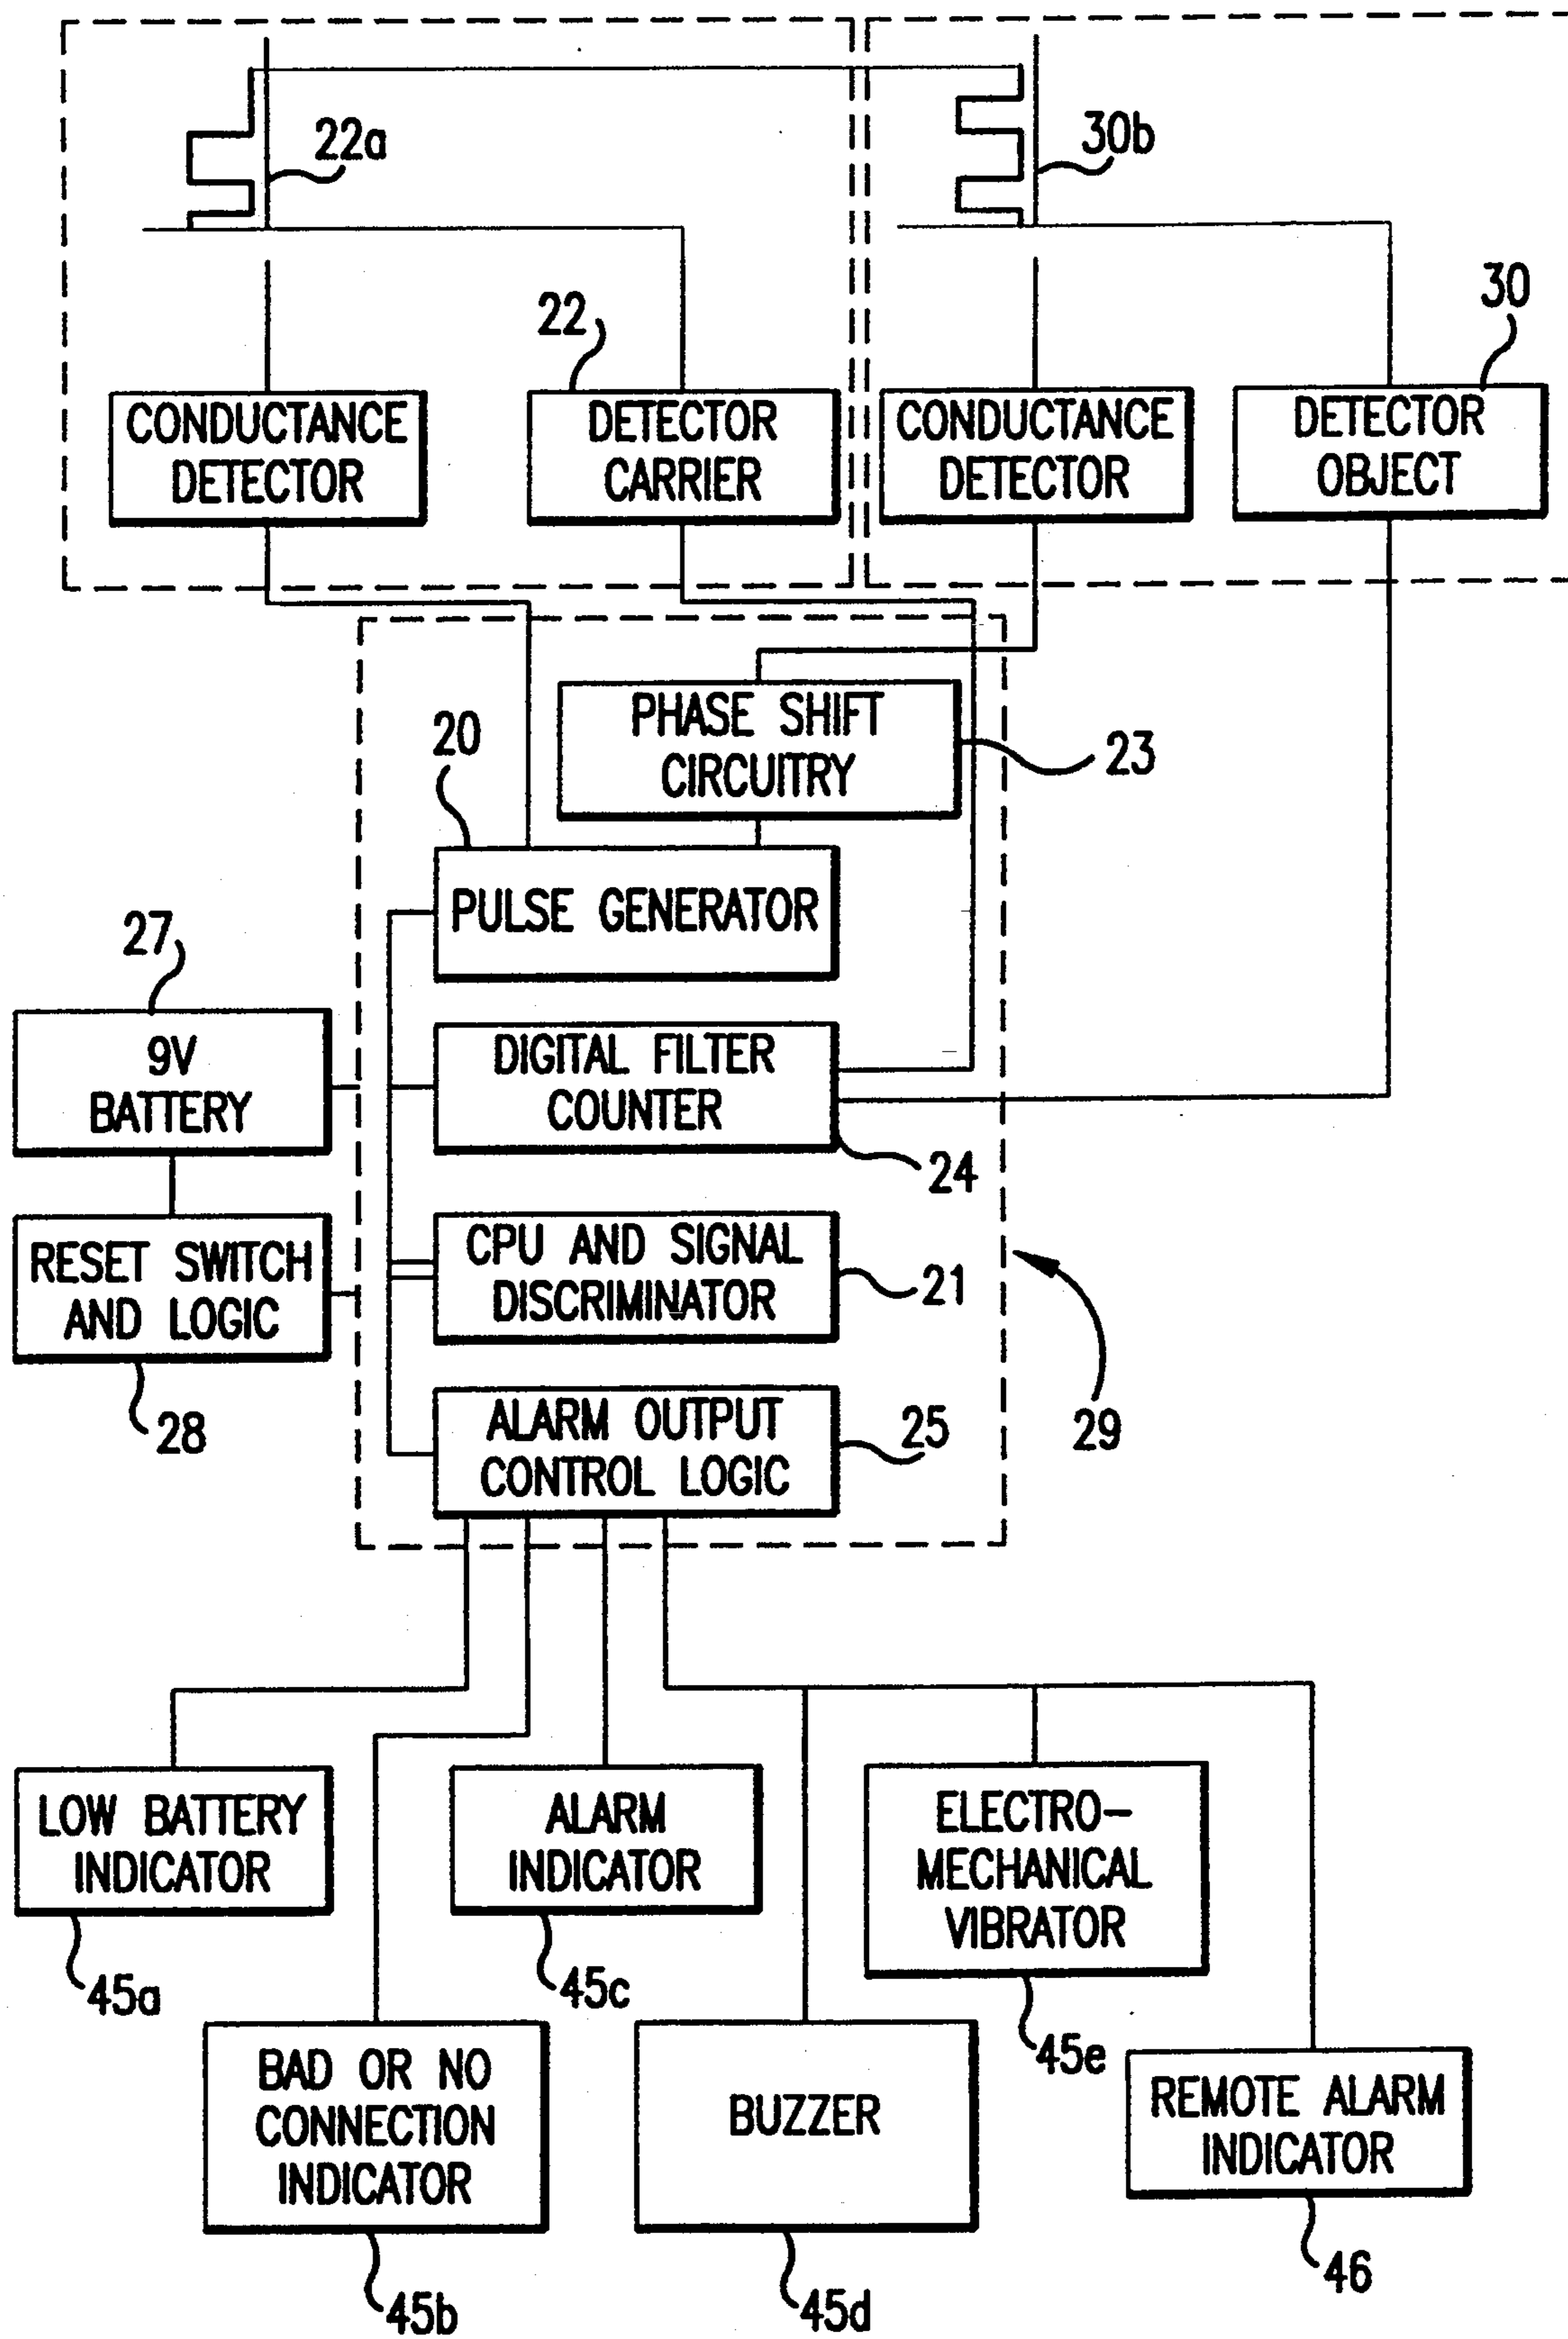 22a
30b
22
30
CONDUCTANCE
DETECTOR
DETECTOR
CARRIER
CONDUCTANCE
DETECTOR
DETECTOR
OBJECT
PHASE SHIFT
CIRCUITRY
23
20
PULSE GENERATOR
27
9V
BATTERY
DIGITAL FILTER
COUNTER
24
RESET SWITCH
AND LOGIC
28
CPU AND SIGNAL
DISCRIMINATOR
21
29
ALARM OUTPUT
CONTROL LOGIC
25
LOW BATTERY
INDICATOR
45a
ALARM
INDICATOR
45c
ELECTRO-
MECHANICAL
VIBRATOR
45e
BAD OR NO
CONNECTION
INDICATOR
45b
BUZZER
45d
REMOTE ALARM
INDICATOR
46